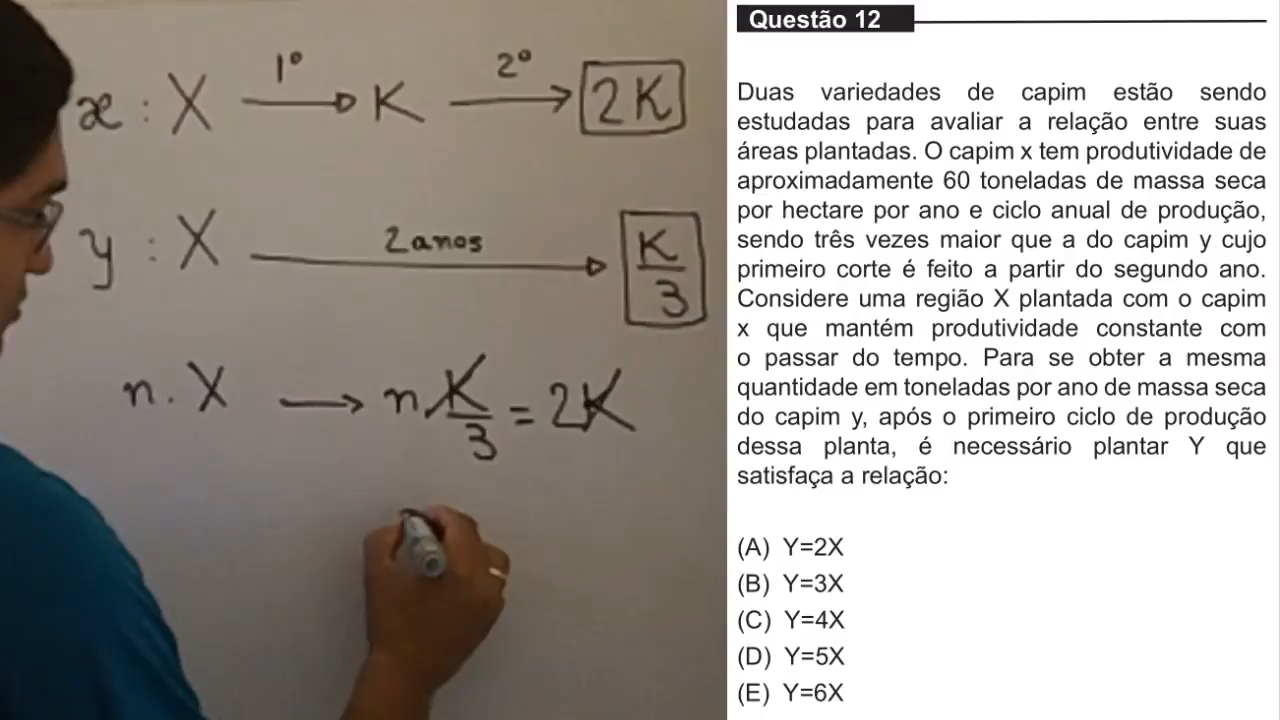 x : X 1º K 2º 2K
y : X 2 anos K/3
n. X → n. K/3 = 2K
Questão 12
Duas variedades de capim estão sendo
estudadas para avaliar a relação entre suas
áreas plantadas. O capim x tem produtividade de
aproximadamente 60 toneladas de massa seca
por hectare por ano e ciclo anual de produção,
sendo três vezes maior que a do capim y cujo
primeiro corte é feito a partir do segundo ano.
Considere uma região X plantada com o capim
x que mantém produtividade constante com
o passar do tempo. Para se obter a mesma
quantidade em toneladas por ano de massa seca
do capim y, após o primeiro ciclo de produção
dessa planta, é necessário plantar Y que
satisfaça a relação:
(A) Y=2X
(B) Y=3X
(C) Y=4X
(D) Y=5X
(E) Y=6X